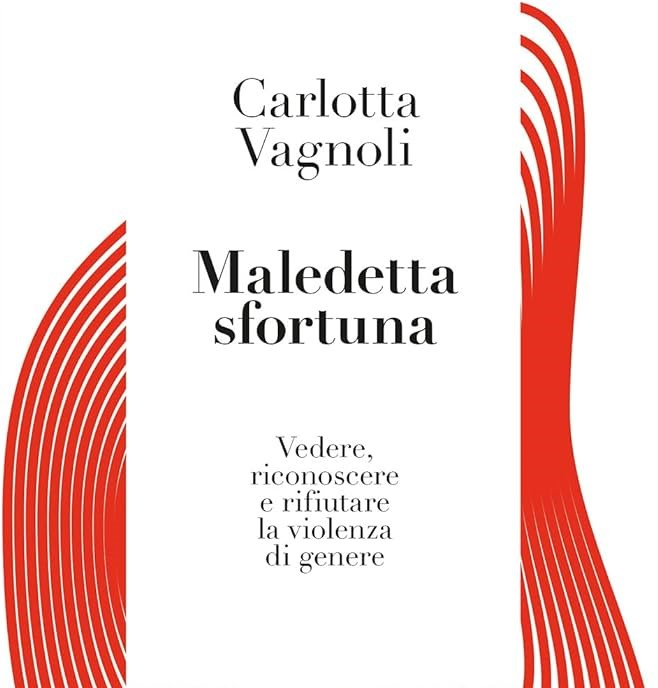 Carlotta
Vagnoli
Maledetta
sfortuna
Vedere,
riconoscere
e rifiutare
la violenza
di genere